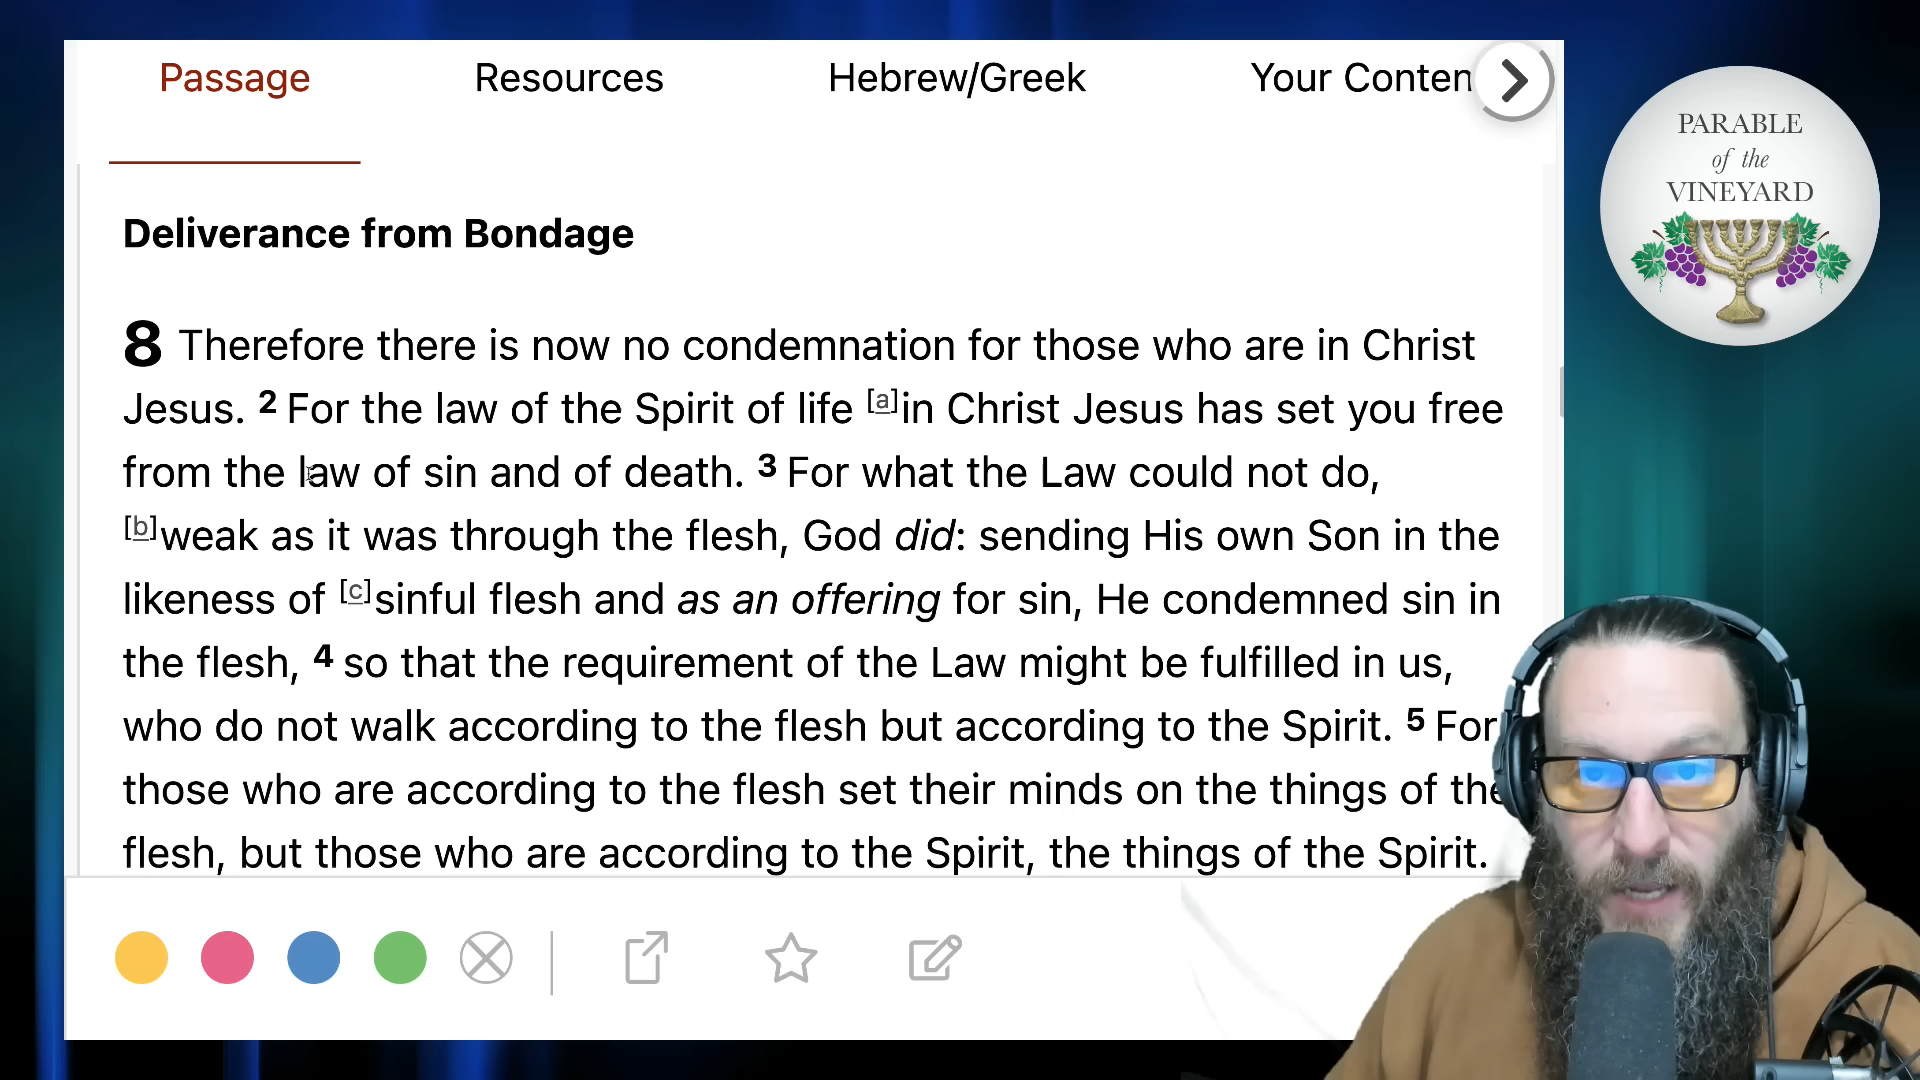 Passage
Resources
Hebrew/Greek
Your Conten
PARABLE
of the
VINEYARD
Deliverance from Bondage
8 Therefore there is now no condemnation for those who are in Christ
Jesus. 2 For the law of the Spirit of life [a]in Christ Jesus has set you free
from the law of sin and of death. 3 For what the Law could not do,
[b]weak as it was through the flesh, God did: sending His own Son in the
likeness of [c]sinful flesh and as an offering for sin, He condemned sin in
the flesh, 4 so that the requirement of the Law might be fulfilled in us,
who do not walk according to the flesh but according to the Spirit. 5 For
those who are according to the flesh set their minds on the things of the
flesh, but those who are according to the Spirit, the things of the Spirit.